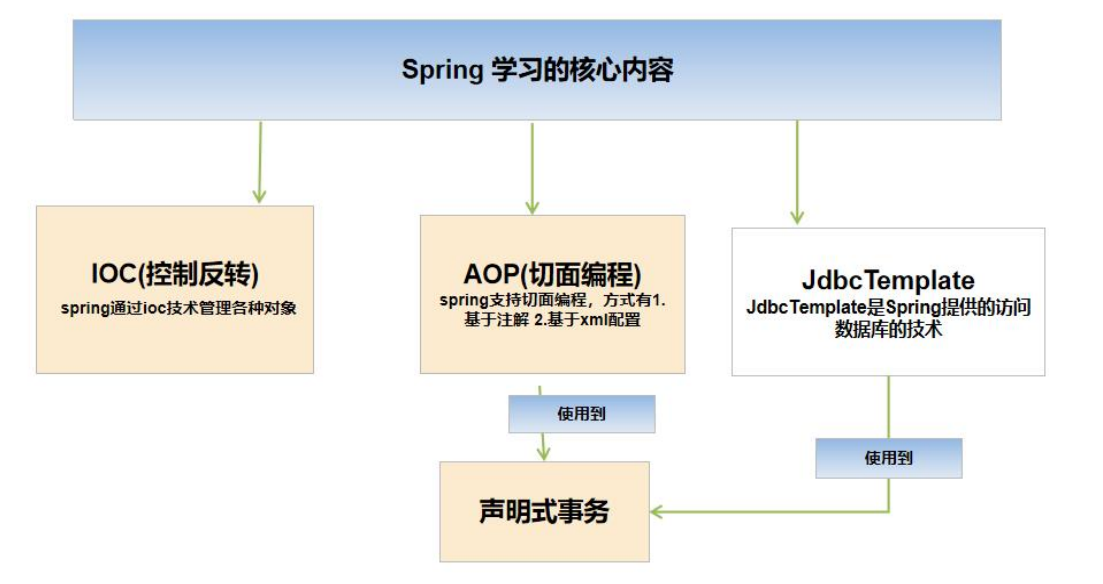 Spring 学习的核心内容
IOC(控制反转)
spring通过ioc技术管理各种对象
AOP(切面编程)
spring支持切面编程，方式有1.
基于注解 2.基于xml配置
JdbcTemplate
JdbcTemplate是Spring提供的访问
数据库的技术
使用到
使用到
声明式事务